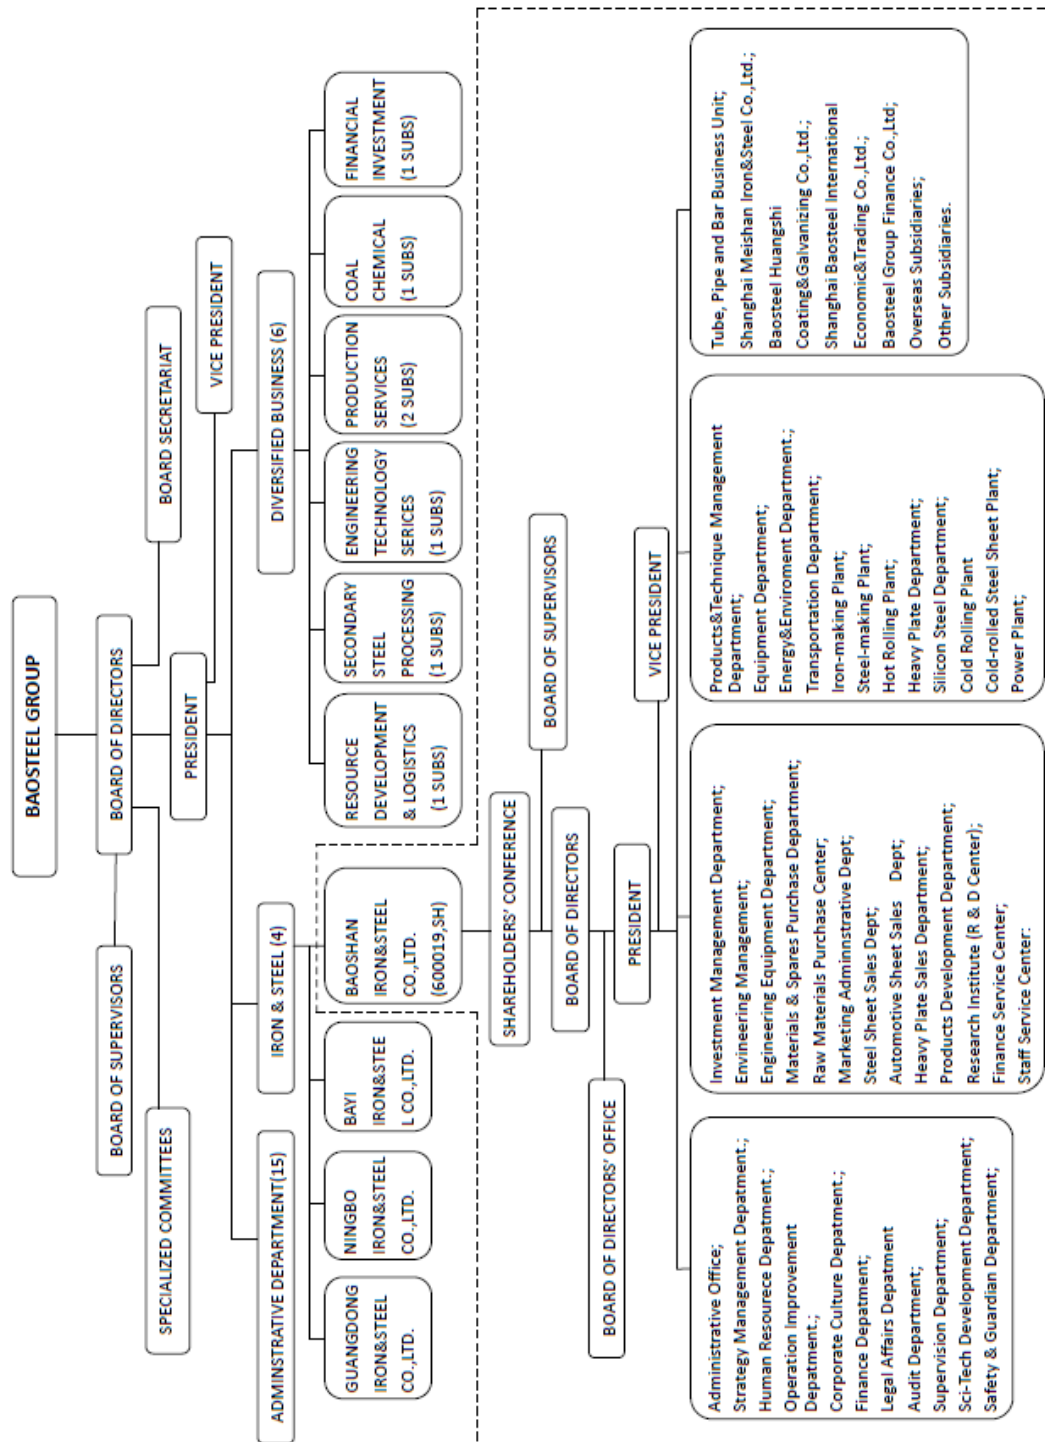 BAOSTEEL GROUP
BOARD OF SUPERVISORS
BOARD OF DIRECTORS
SPECIALIZED COMMITTEES
BOARD SECRETARIAT
PRESIDENT
VICE PRESIDENT
ADMINSTRATIVE DEPARTMENT(15)
IRON & STEEL (4)
DIVERSIFIED BUSINESS (6)
GUANGDONG
IRON&STEEL
CO.,LTD.
NINGBO
IRON&STEEL
CO.,LTD.
BAYI
IRON&STEE
L CO.,LTD.
BAOSHAN
IRON&STEEL
CO.,LTD.
(600019,SH)
RESOURCE
DEVELOPMENT
& LOGISTICS
(1 SUBS)
SECONDARY
STEEL
PROCESSING
(1 SUBS)
ENGINEERING
TECHNOLOGY
SERICES
(1 SUBS)
PRODUCTION
SERVICES
(2 SUBS)
COAL
CHEMICAL
(1 SUBS)
FINANCIAL
INVESTMENT
(1 SUBS)
SHAREHOLDERS' CONFERENCE
BOARD OF SUPERVISORS
BOARD OF DIRECTORS
BOARD OF DIRECTORS' OFFICE
PRESIDENT
VICE PRESIDENT
Administrative Office;
Strategy Management Depatment.;
Human Resourece Depatment.;
Operation Improvement
Depatment.;
Corporate Culture Depatment.;
Finance Depatment;
Legal Affairs Depatment
Audit Department;
Supervision Department;
Sci-Tech Development Department;
Safety & Guardian Department;
Investment Management Department;
Envineering Management;
Engineering Equipment Department;
Materials & Spares Purchase Department;
Raw Materials Purchase Center;
Marketing Adminnstrative Dept;
Steel Sheet Sales Dept;
Automotive Sheet Sales Dept;
Heavy Plate Sales Department;
Products Development Department;
Research Institute (R & D Center);
Finance Service Center;
Staff Service Center:
Products&Technique Management
Department;
Equipment Department;
Energy&Enviroment Department.;
Transportation Department;
Iron-making Plant;
Steel-making Plant;
Hot Rolling Plant;
Heavy Plate Department;
Silicon Steel Department;
Cold Rolling Plant
Cold-rolled Steel Sheet Plant;
Power Plant;
Tube, Pipe and Bar Business Unit;
Shanghai Meishan Iron&Steel Co.,Ltd.;
Baosteel Huangshi
Coating&Galvanizing Co.,Ltd.;
Shanghai Baosteel International
Economic&Trading Co.,Ltd.;
Baosteel Group Finance Co.,Ltd;
Overseas Subsidiaries;
Other Subsidiaries.